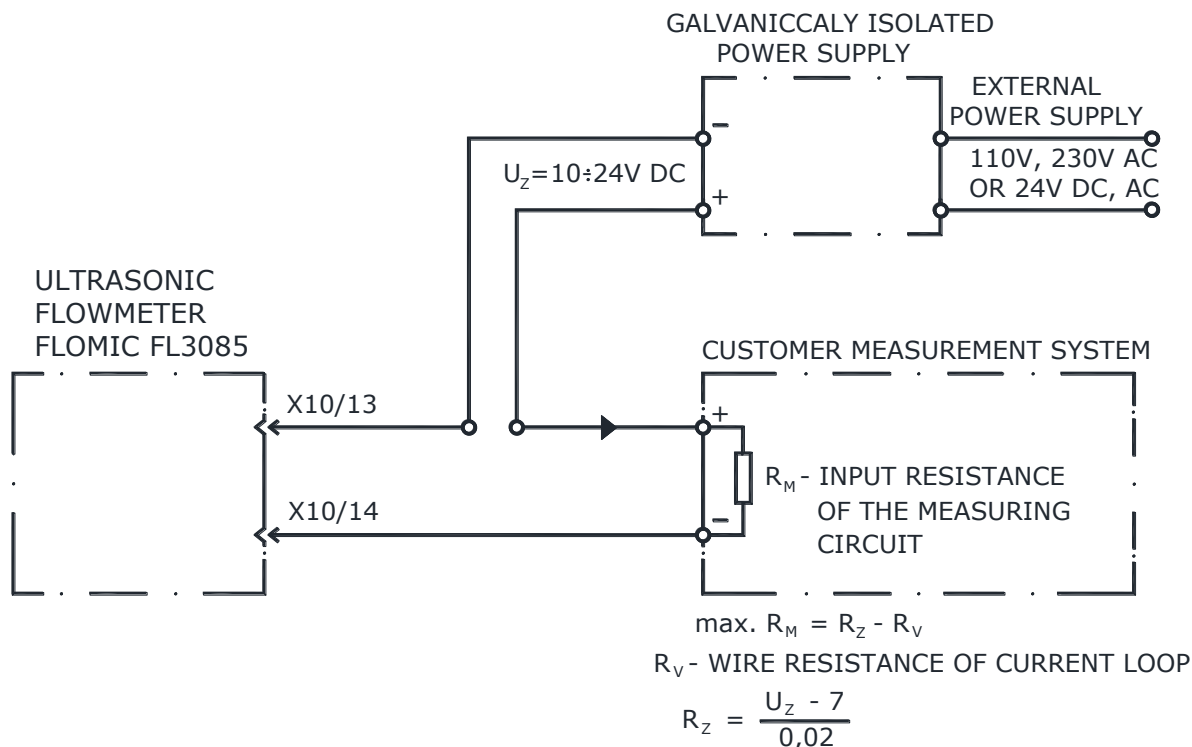 GALVANICCALY ISOLATED
POWER SUPPLY
EXTERNAL
POWER SUPPLY
−
110V, 230V AC
U_Z=10÷24V DC
+
OR 24V DC, AC
ULTRASONIC
FLOWMETER
FLOMIC FL3085
CUSTOMER MEASUREMENT SYSTEM
X10/13
+
R_M - INPUT RESISTANCE
OF THE MEASURING
CIRCUIT
X10/14
−
max. R_M = R_Z - R_V
R_V - WIRE RESISTANCE OF CURRENT LOOP
R_Z = U_Z - 7
0,02